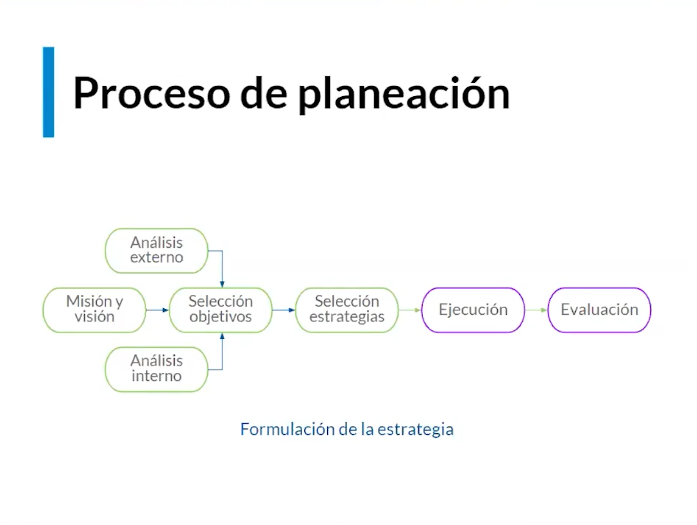 Proceso de planeación
Análisis
externo
Misión y
visión
Selección
objetivos
Selección
estrategias
Ejecución
Evaluación
Análisis
interno
Formulación de la estrategia